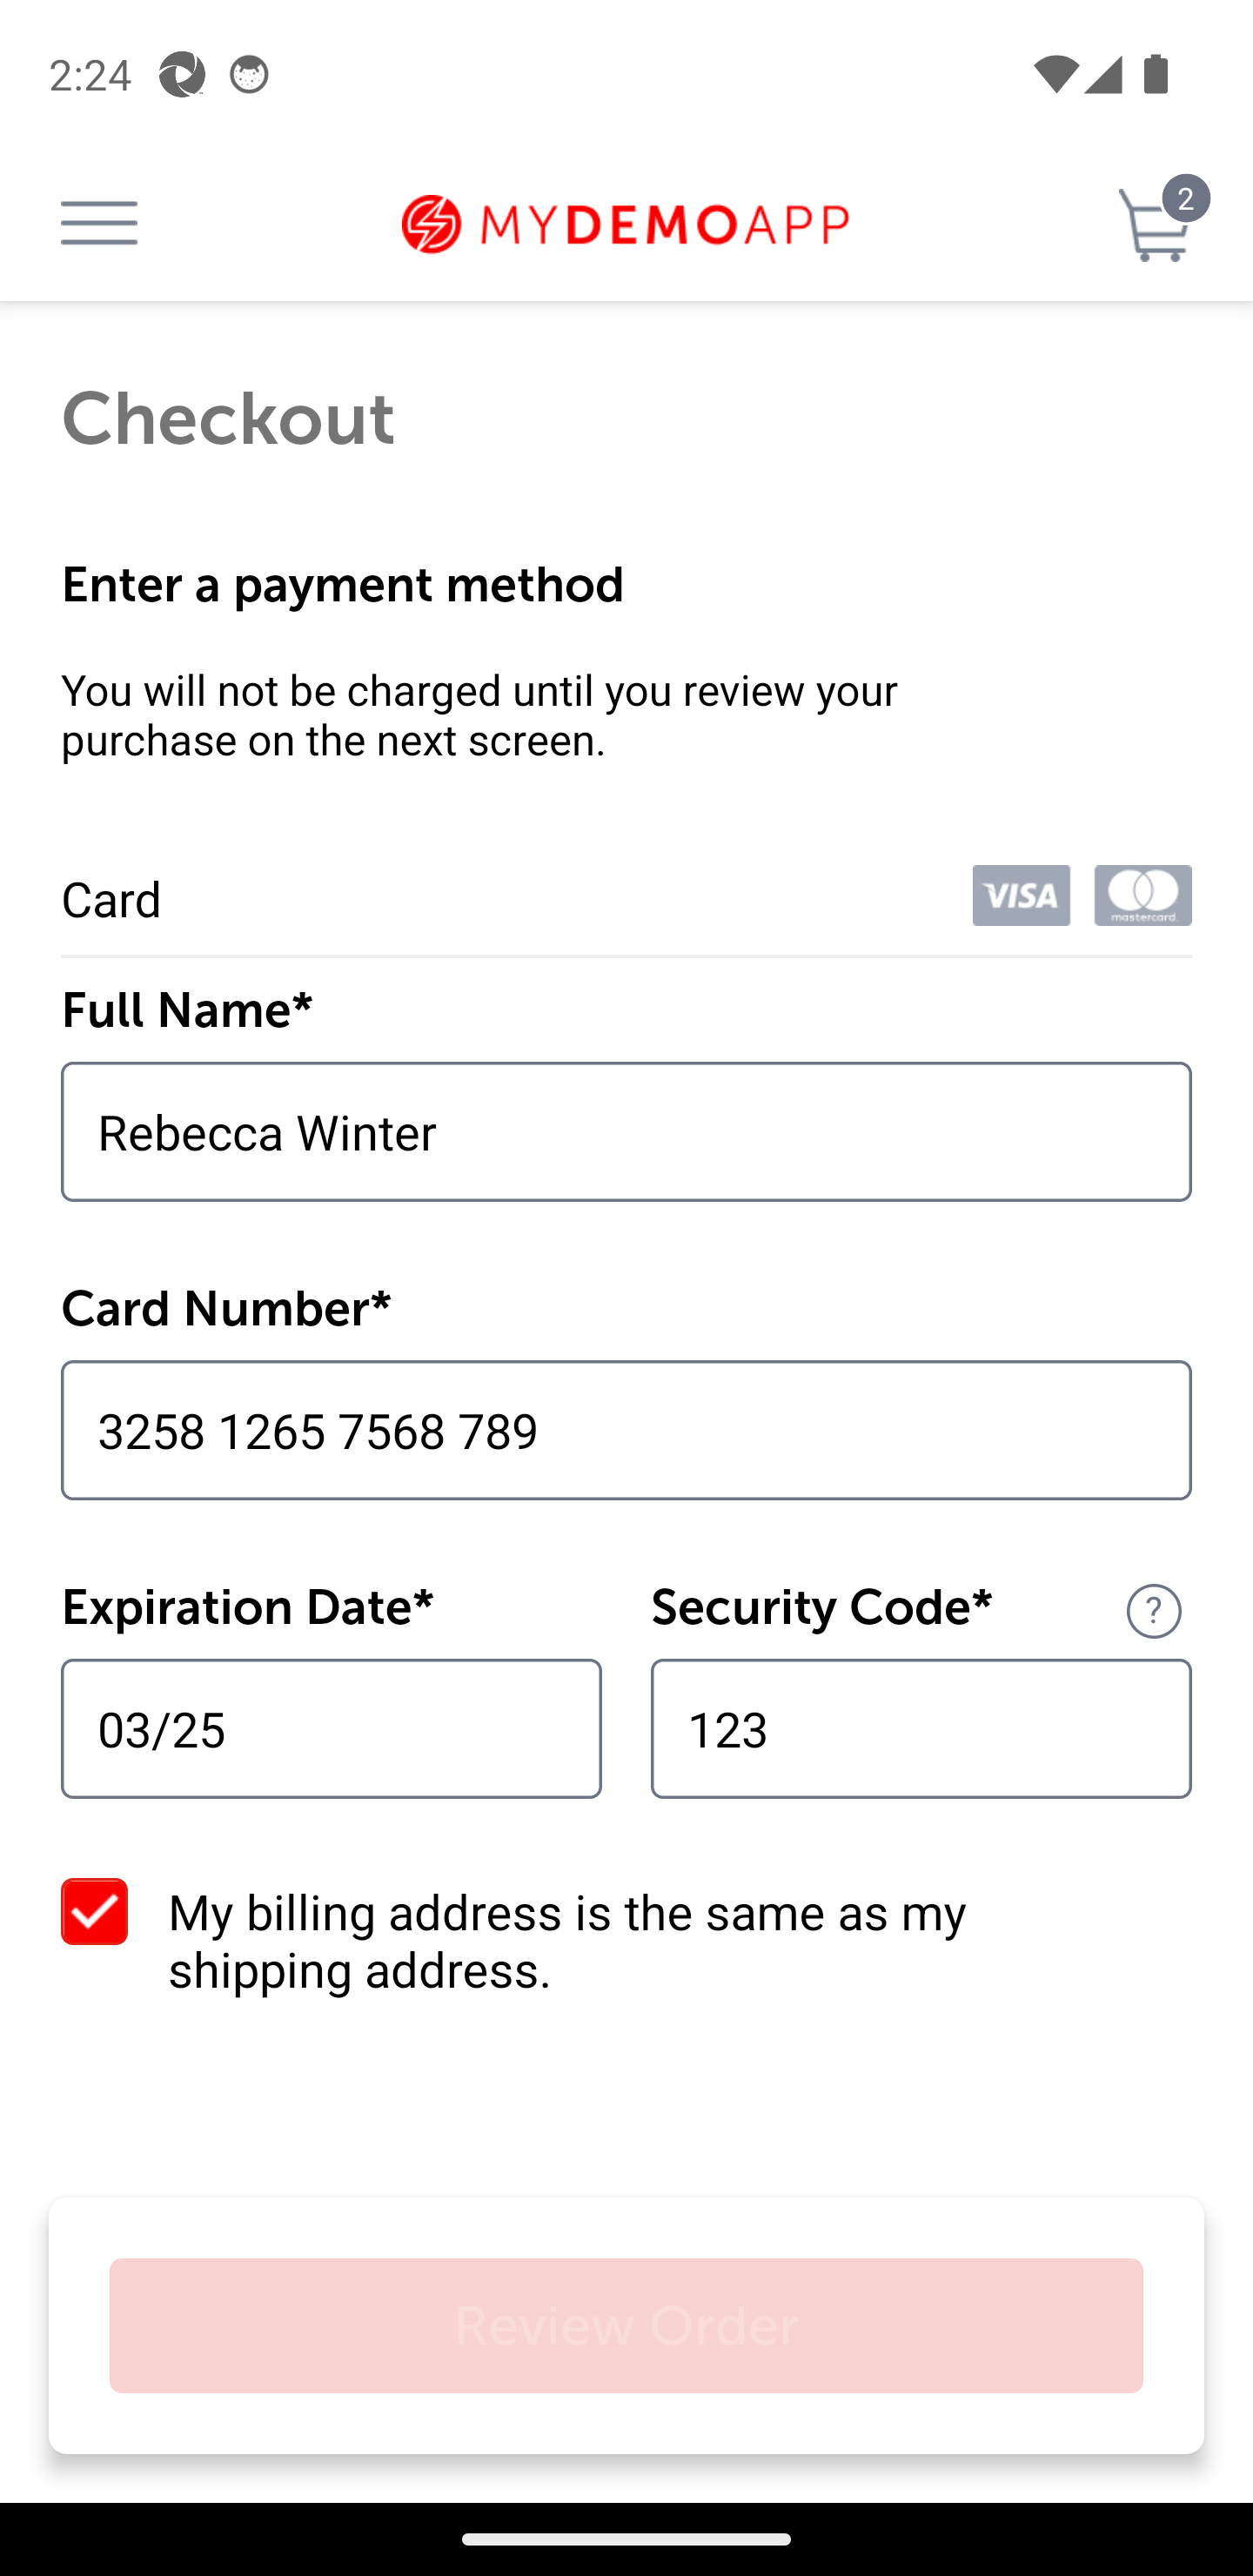 2:24
MYDEMOAPP
2
Checkout
Enter a payment method
You will not be charged until you review your
purchase on the next screen.
Card
VISA
mastercard
Full Name*
Rebecca Winter
Card Number*
3258 1265 7568 789
Expiration Date*
Security Code*
?
03/25
123
My billing address is the same as my
shipping address.
Review Order